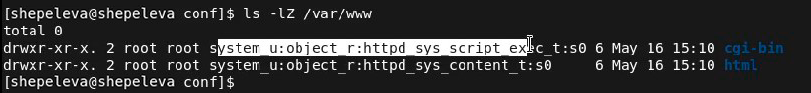 [shepeleva@shepeleva conf]$ ls -lZ /var/www
total 0
drwxr-xr-x. 2 root root system_u:object_r:httpd_sys_script_exec_t:s0 6 May 16 15:10 cgi-bin
drwxr-xr-x. 2 root root system_u:object_r:httpd_sys_content_t:s0     6 May 16 15:10 html
[shepeleva@shepeleva conf]$